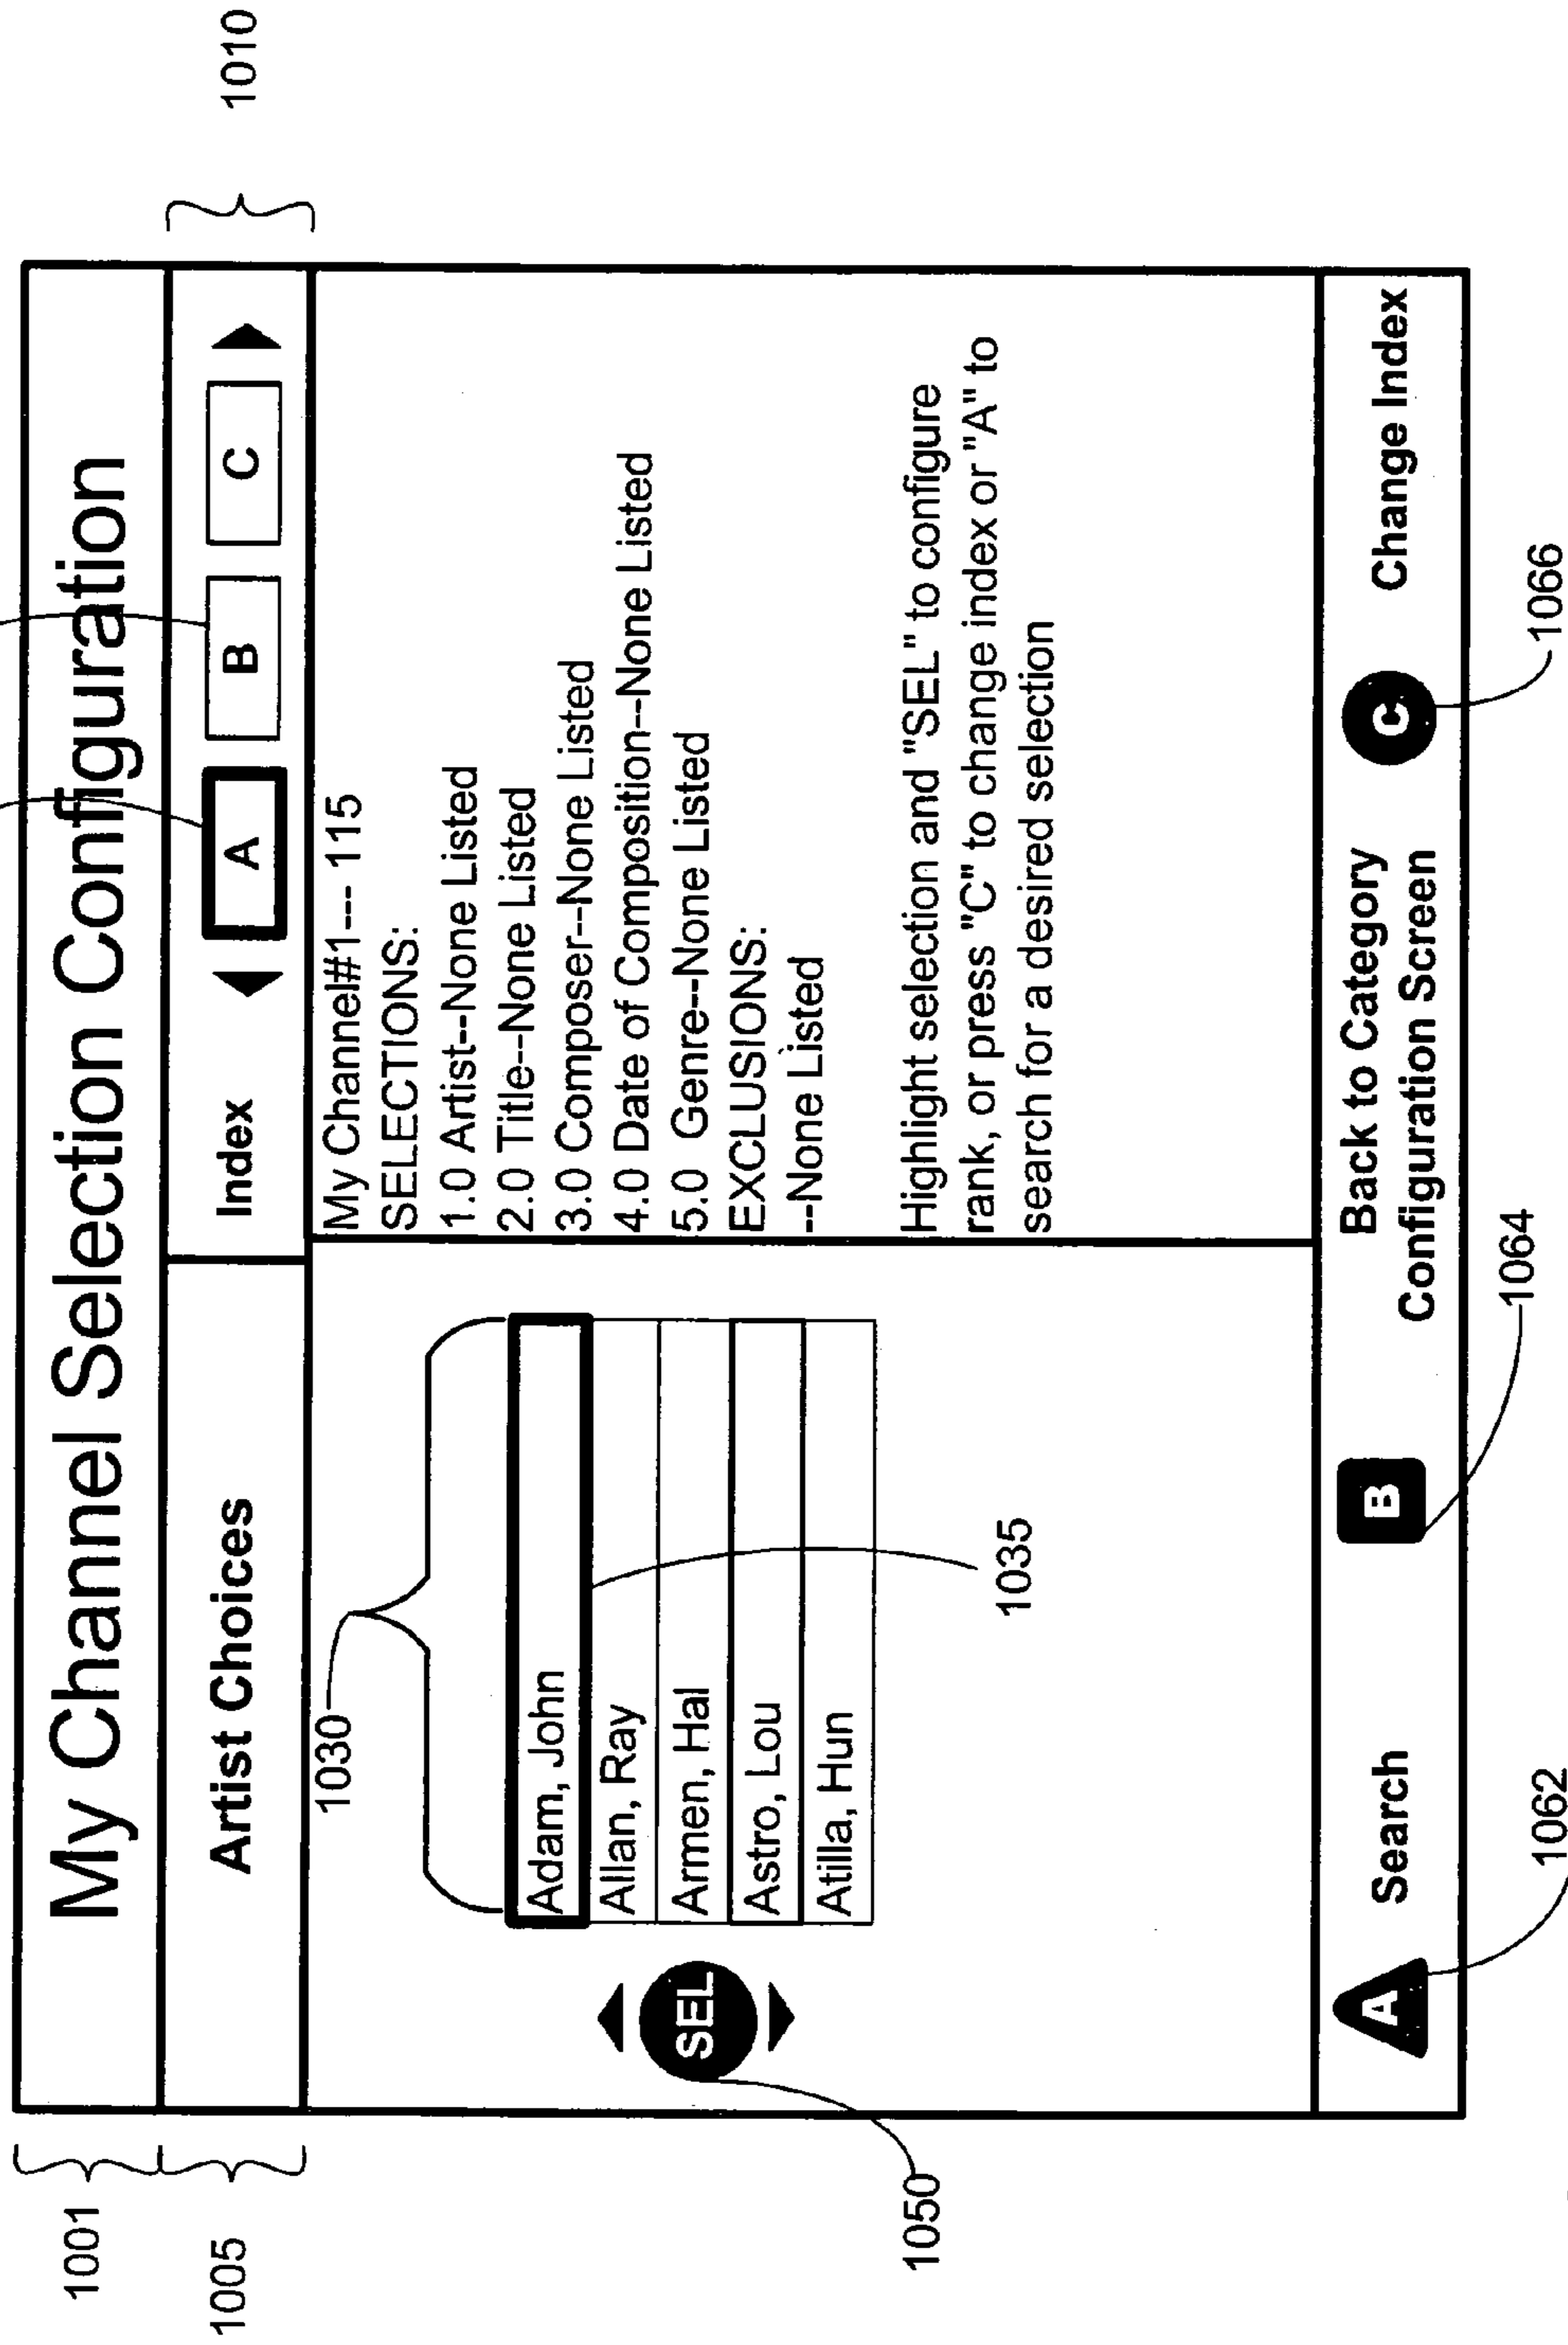 1001
My Channel Selection Configuration
1005
Artist Choices
Index
A
B
C
1010
1030
Adam, John
Allan, Ray
Armen, Hal
Astro, Lou
Atilla, Hun
SEL
1050
1035
My Channel#1--- 115
SELECTIONS:
1.0 Artist--None Listed
2.0 Title--None Listed
3.0 Composer--None Listed
4.0 Date of Composition--None Listed
5.0 Genre--None Listed
EXCLUSIONS:
--None Listed
Highlight selection and "SEL" to configure
rank, or press "C" to change index or "A" to
search for a desired selection
A
Search
B
Back to Category
Configuration Screen
C
Change Index
1062
1064
1066